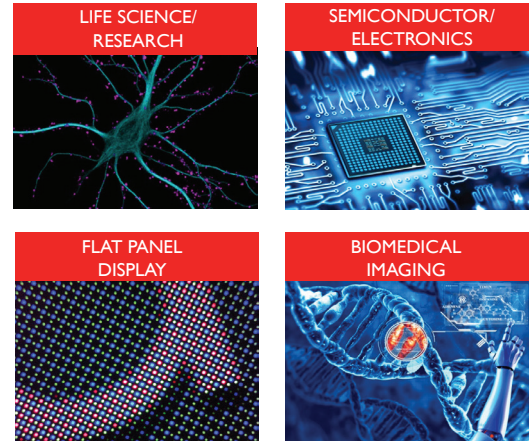 LIFE SCIENCE/
RESEARCH
SEMICONDUCTOR/
ELECTRONICS
FLAT PANEL
DISPLAY
BIOMEDICAL
IMAGING